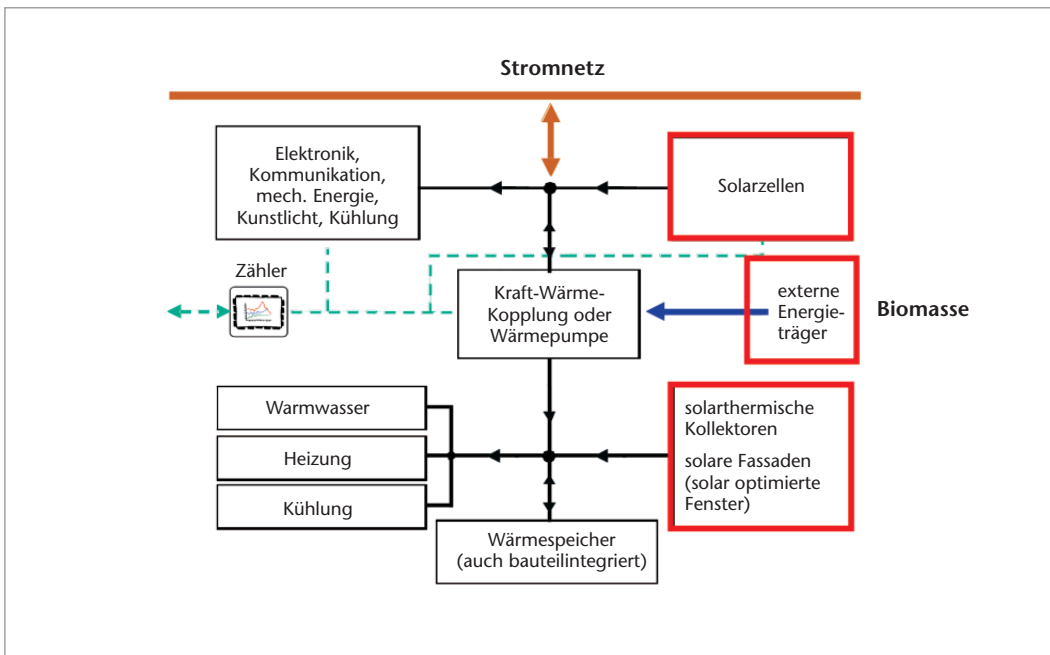 Stromnetz
Elektronik,
Kommunikation,
mech. Energie,
Kunstlicht, Kühlung
Solarzellen
Zähler
Kraft-Wärme-
Kopplung oder
Wärmepumpe
externe
Energie-
träger
Biomasse
Warmwasser
Heizung
Kühlung
solarthermische
Kollektoren
solare Fassaden
(solar optimierte
Fenster)
Wärmespeicher
(auch bauteilintegriert)